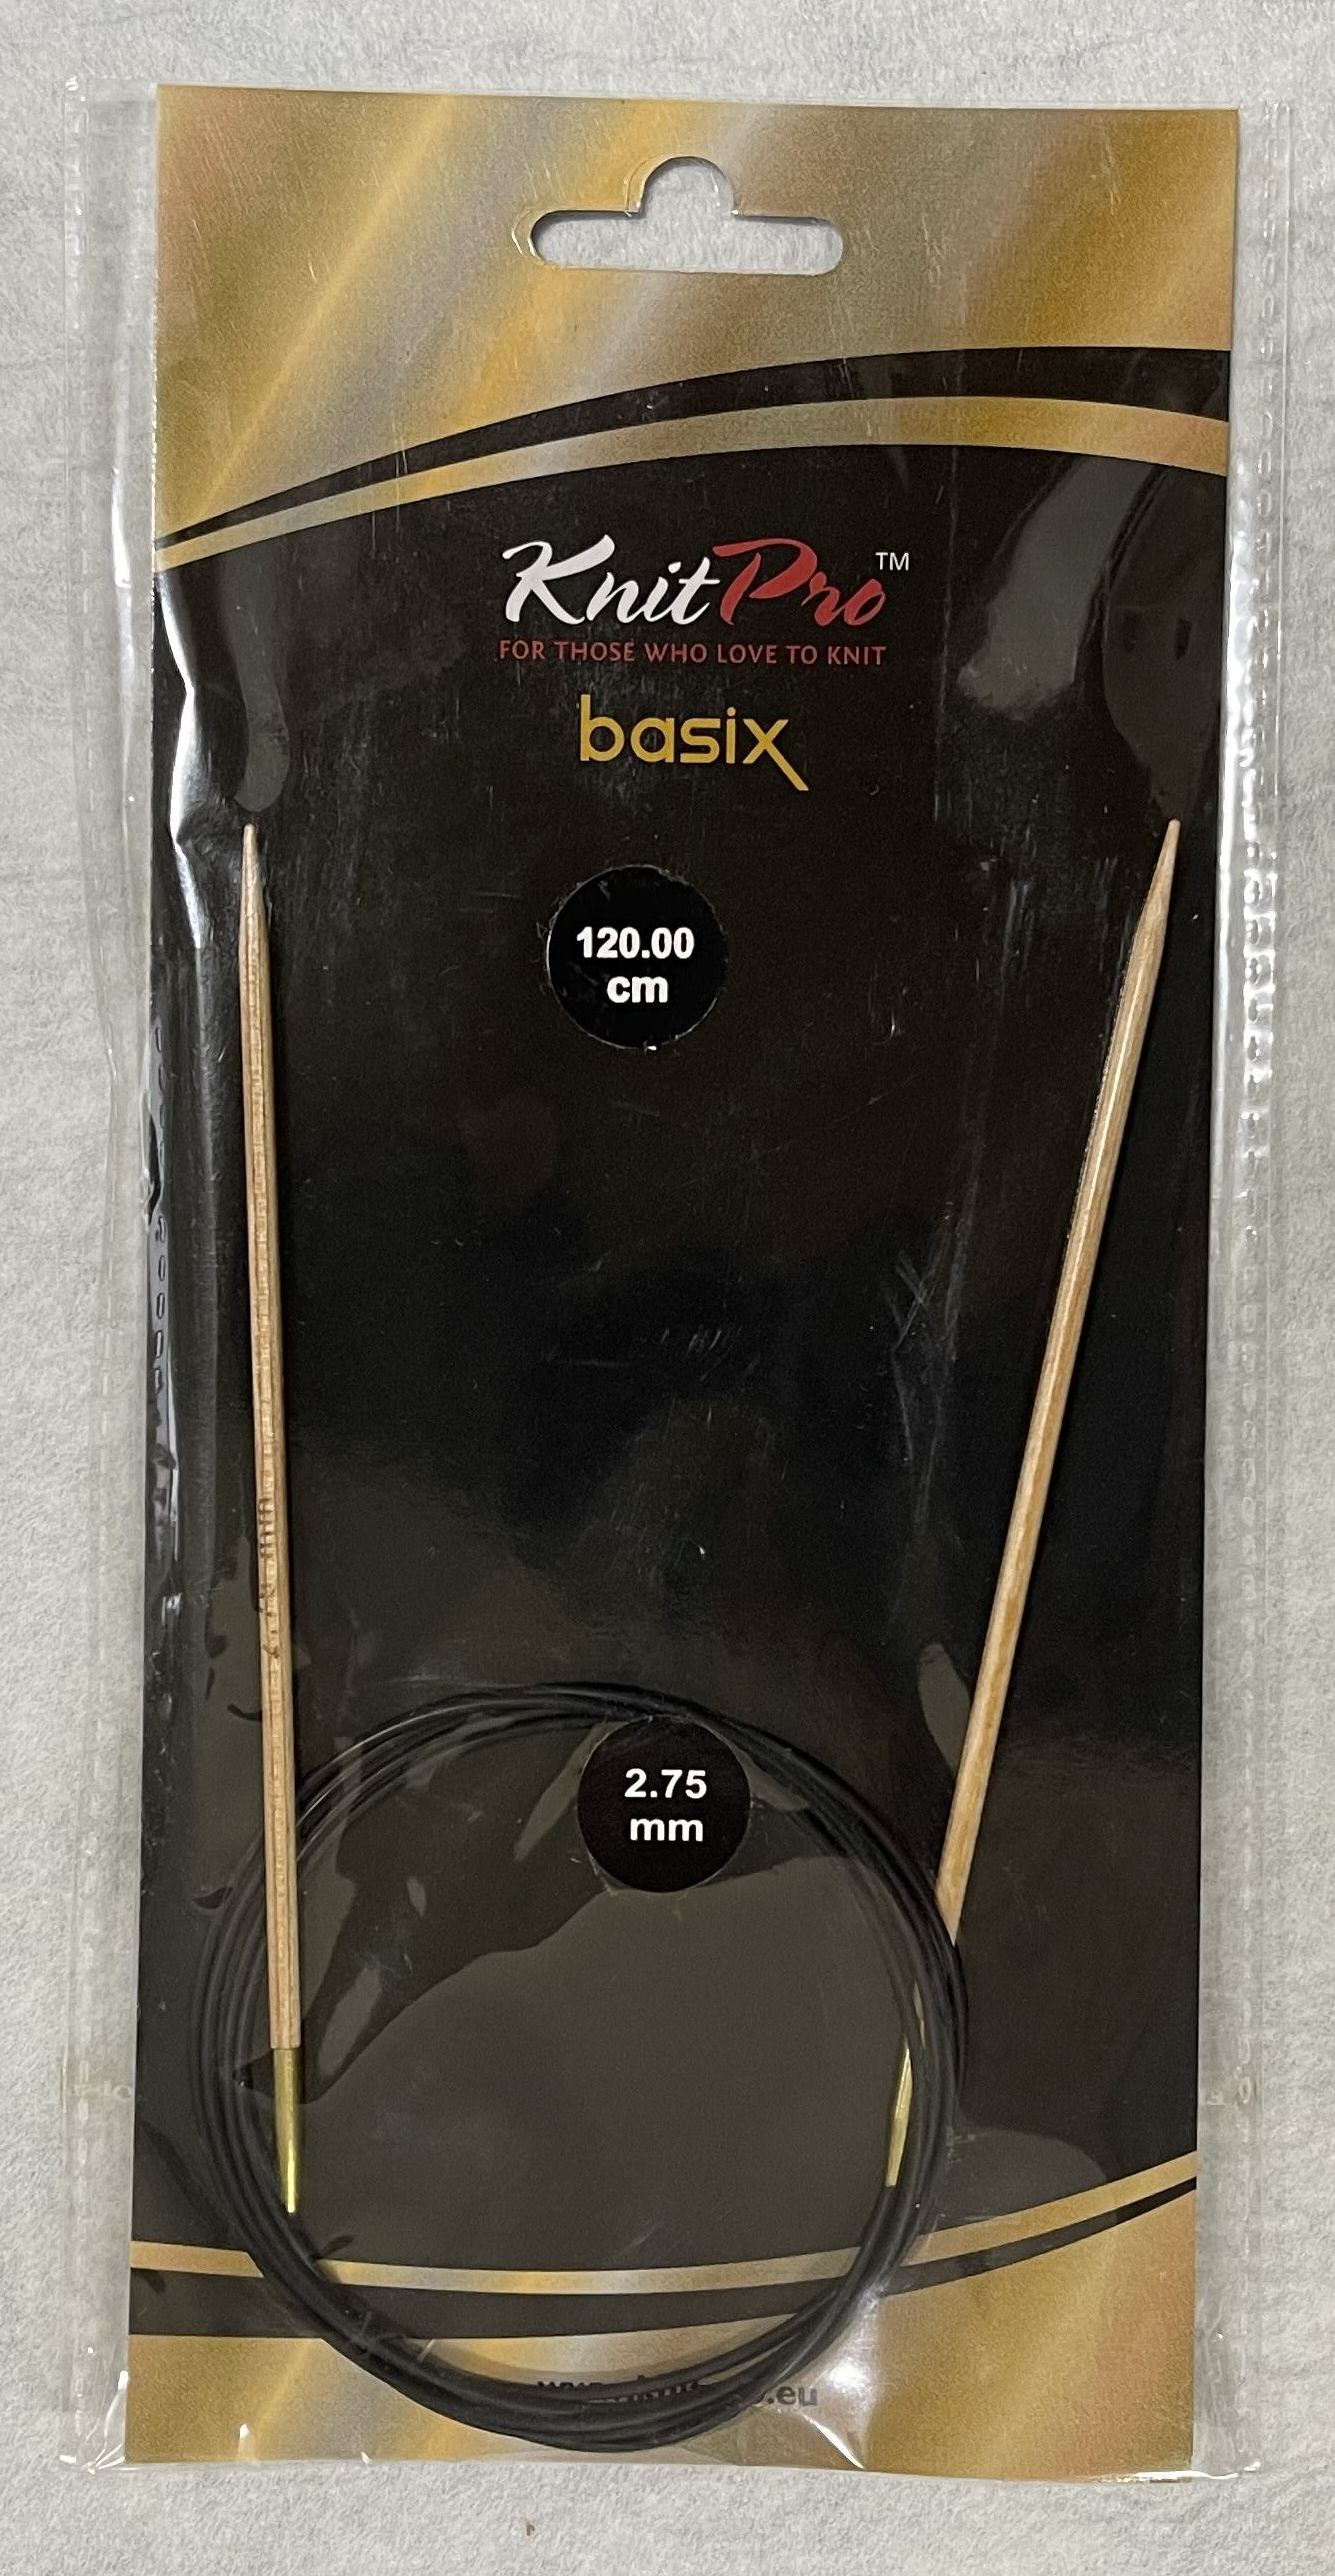 KnitPro™
FOR THOSE WHO LOVE TO KNIT
basix
120.00
cm
2.75
mm